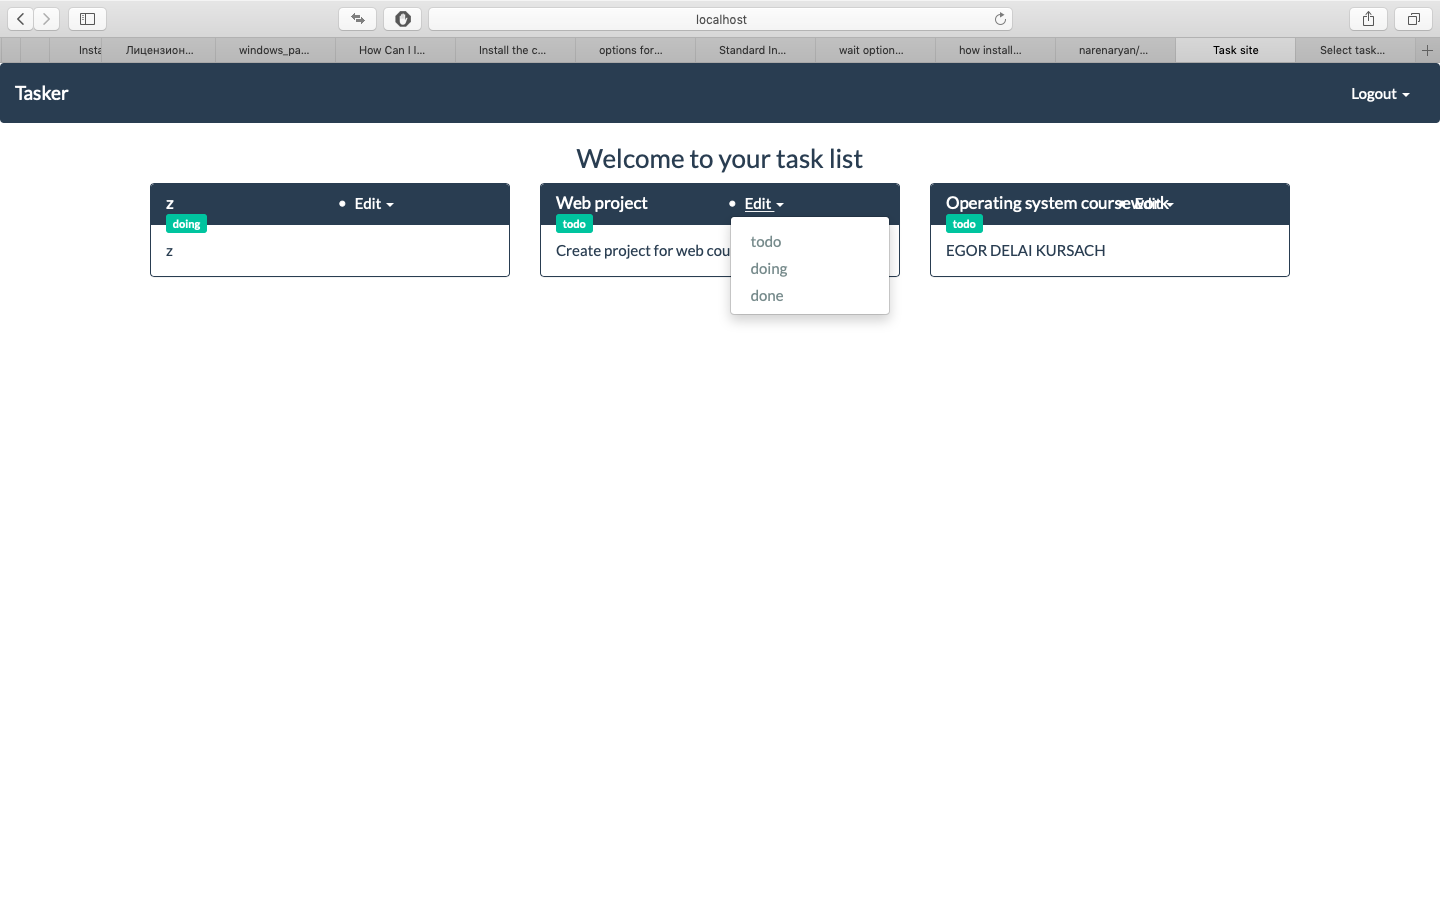 localhost
Insta
Лицензион...
windows_pa...
How Can I I...
Install the c...
options for...
Standard In...
wait option...
how install...
narenaryan/...
Task site
Select task...
Tasker
Logout
Welcome to your task list
z
Edit
doing
z
Web project
Edit
todo
Create project for web cou
todo
doing
done
Operating system coursework
Edit
todo
EGOR DELAI KURSACH